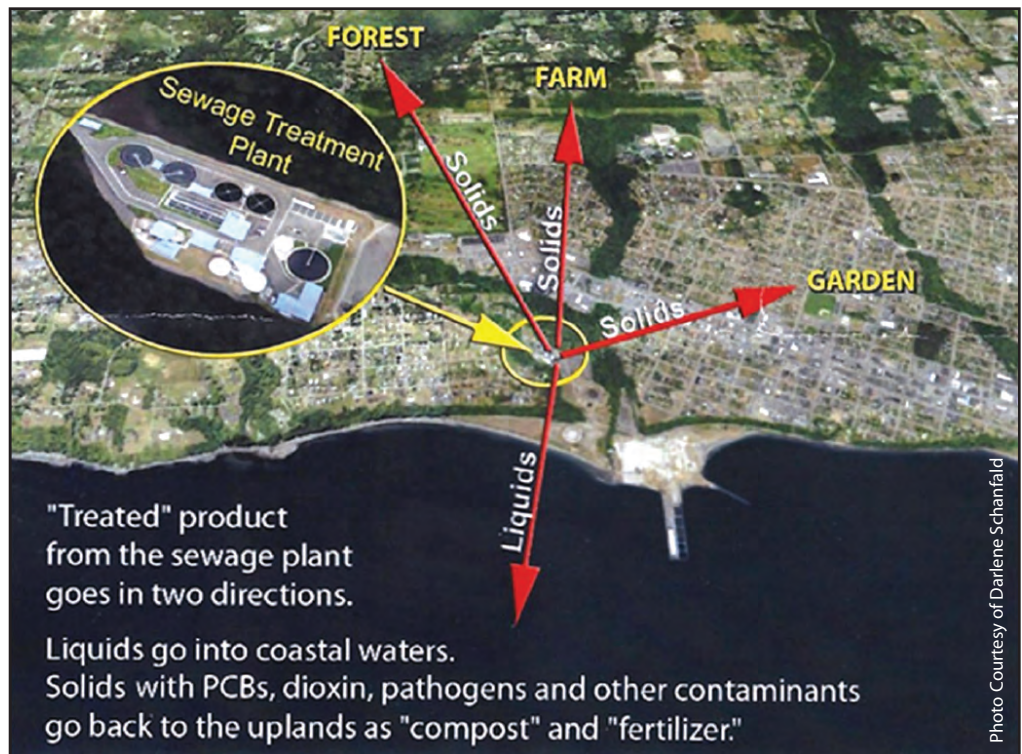 FOREST
FARM
Sewage Treatment
Plant
Solids
Solids
Solids
GARDEN
Liquids
"Treated" product
from the sewage plant
goes in two directions.
Liquids go into coastal waters.
Solids with PCBs, dioxin, pathogens and other contaminants
go back to the uplands as "compost" and "fertilizer."
Photo Courtesy of Darlene Schanfald